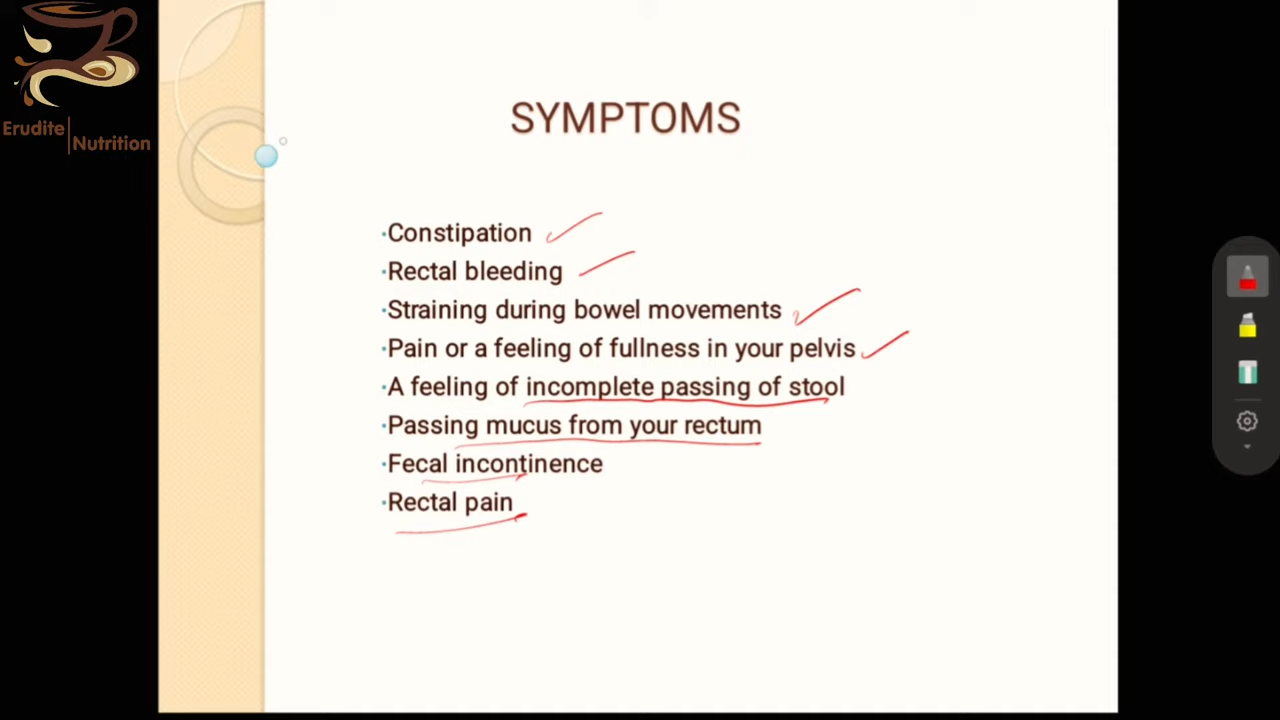 Erudite
Nutrition
SYMPTOMS
·Constipation
·Rectal bleeding
·Straining during bowel movements
·Pain or a feeling of fullness in your pelvis
·A feeling of incomplete passing of stool
·Passing mucus from your rectum
·Fecal incontinence
·Rectal pain